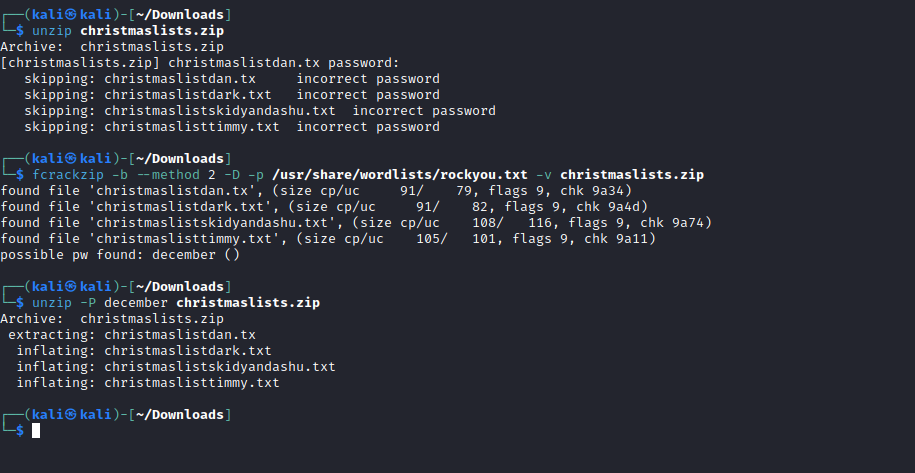 ┌──(kali㉿kali)-[~/Downloads]
└─$ unzip christmaslists.zip
Archive:  christmaslists.zip
[christmaslists.zip] christmaslistdan.tx password:
   skipping: christmaslistdan.tx     incorrect password
   skipping: christmaslistdark.txt   incorrect password
   skipping: christmaslistskidyandashu.txt  incorrect password
   skipping: christmaslisttimmy.txt  incorrect password
┌──(kali㉿kali)-[~/Downloads]
└─$ fcrackzip -b --method 2 -D -p /usr/share/wordlists/rockyou.txt -v christmaslists.zip
found file 'christmaslistdan.tx', (size cp/uc     91/    79, flags 9, chk 9a34)
found file 'christmaslistdark.txt', (size cp/uc     91/    82, flags 9, chk 9a4d)
found file 'christmaslistskidyandashu.txt', (size cp/uc    108/   116, flags 9, chk 9a74)
found file 'christmaslisttimmy.txt', (size cp/uc    105/   101, flags 9, chk 9a11)
possible pw found: december ()
┌──(kali㉿kali)-[~/Downloads]
└─$ unzip -P december christmaslists.zip
Archive:  christmaslists.zip
 extracting: christmaslistdan.tx
  inflating: christmaslistdark.txt
  inflating: christmaslistskidyandashu.txt
  inflating: christmaslisttimmy.txt
┌──(kali㉿kali)-[~/Downloads]
└─$